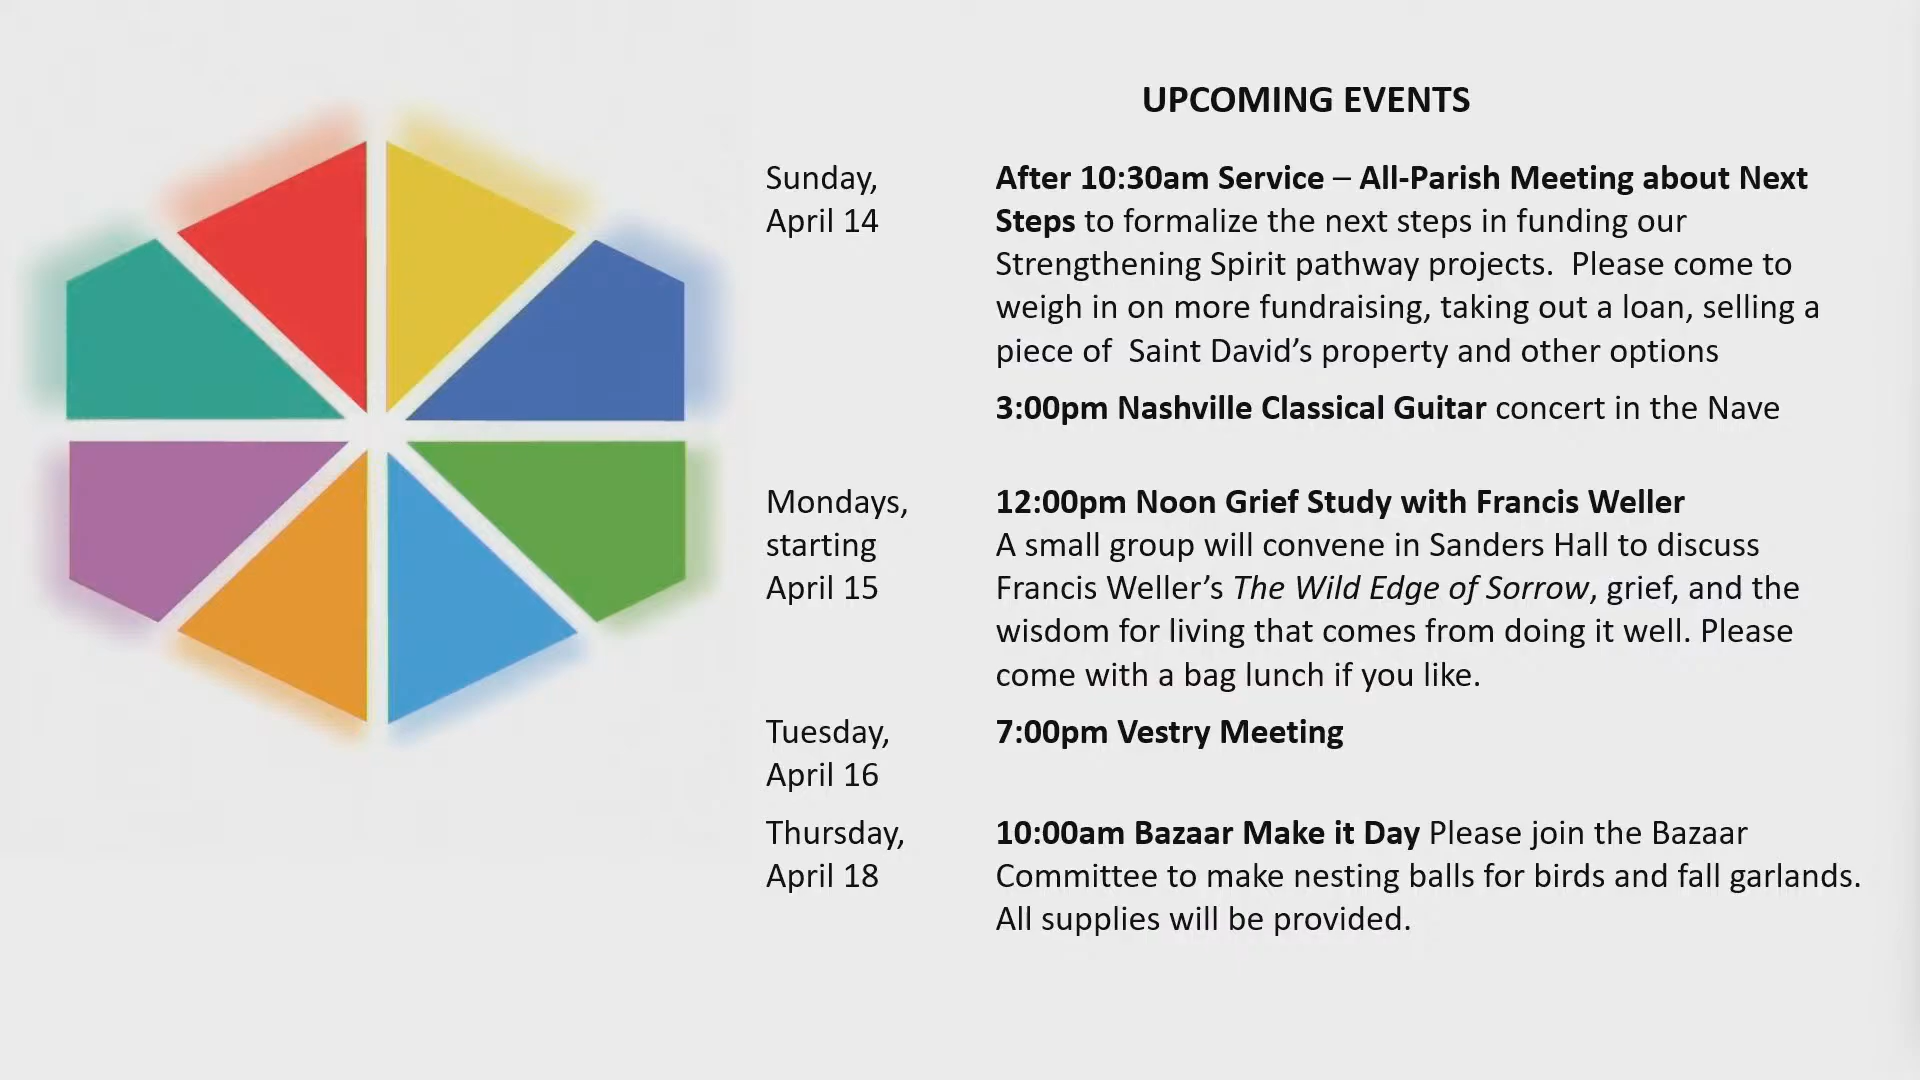 UPCOMING EVENTS
Sunday,
April 14
After 10:30am Service – All-Parish Meeting about Next
Steps to formalize the next steps in funding our
Strengthening Spirit pathway projects.  Please come to
weigh in on more fundraising, taking out a loan, selling a
piece of  Saint David’s property and other options
3:00pm Nashville Classical Guitar concert in the Nave
Mondays,
starting
April 15
12:00pm Noon Grief Study with Francis Weller
A small group will convene in Sanders Hall to discuss
Francis Weller’s The Wild Edge of Sorrow, grief, and the
wisdom for living that comes from doing it well. Please
come with a bag lunch if you like.
Tuesday,
April 16
7:00pm Vestry Meeting
Thursday,
April 18
10:00am Bazaar Make it Day Please join the Bazaar
Committee to make nesting balls for birds and fall garlands.
All supplies will be provided.